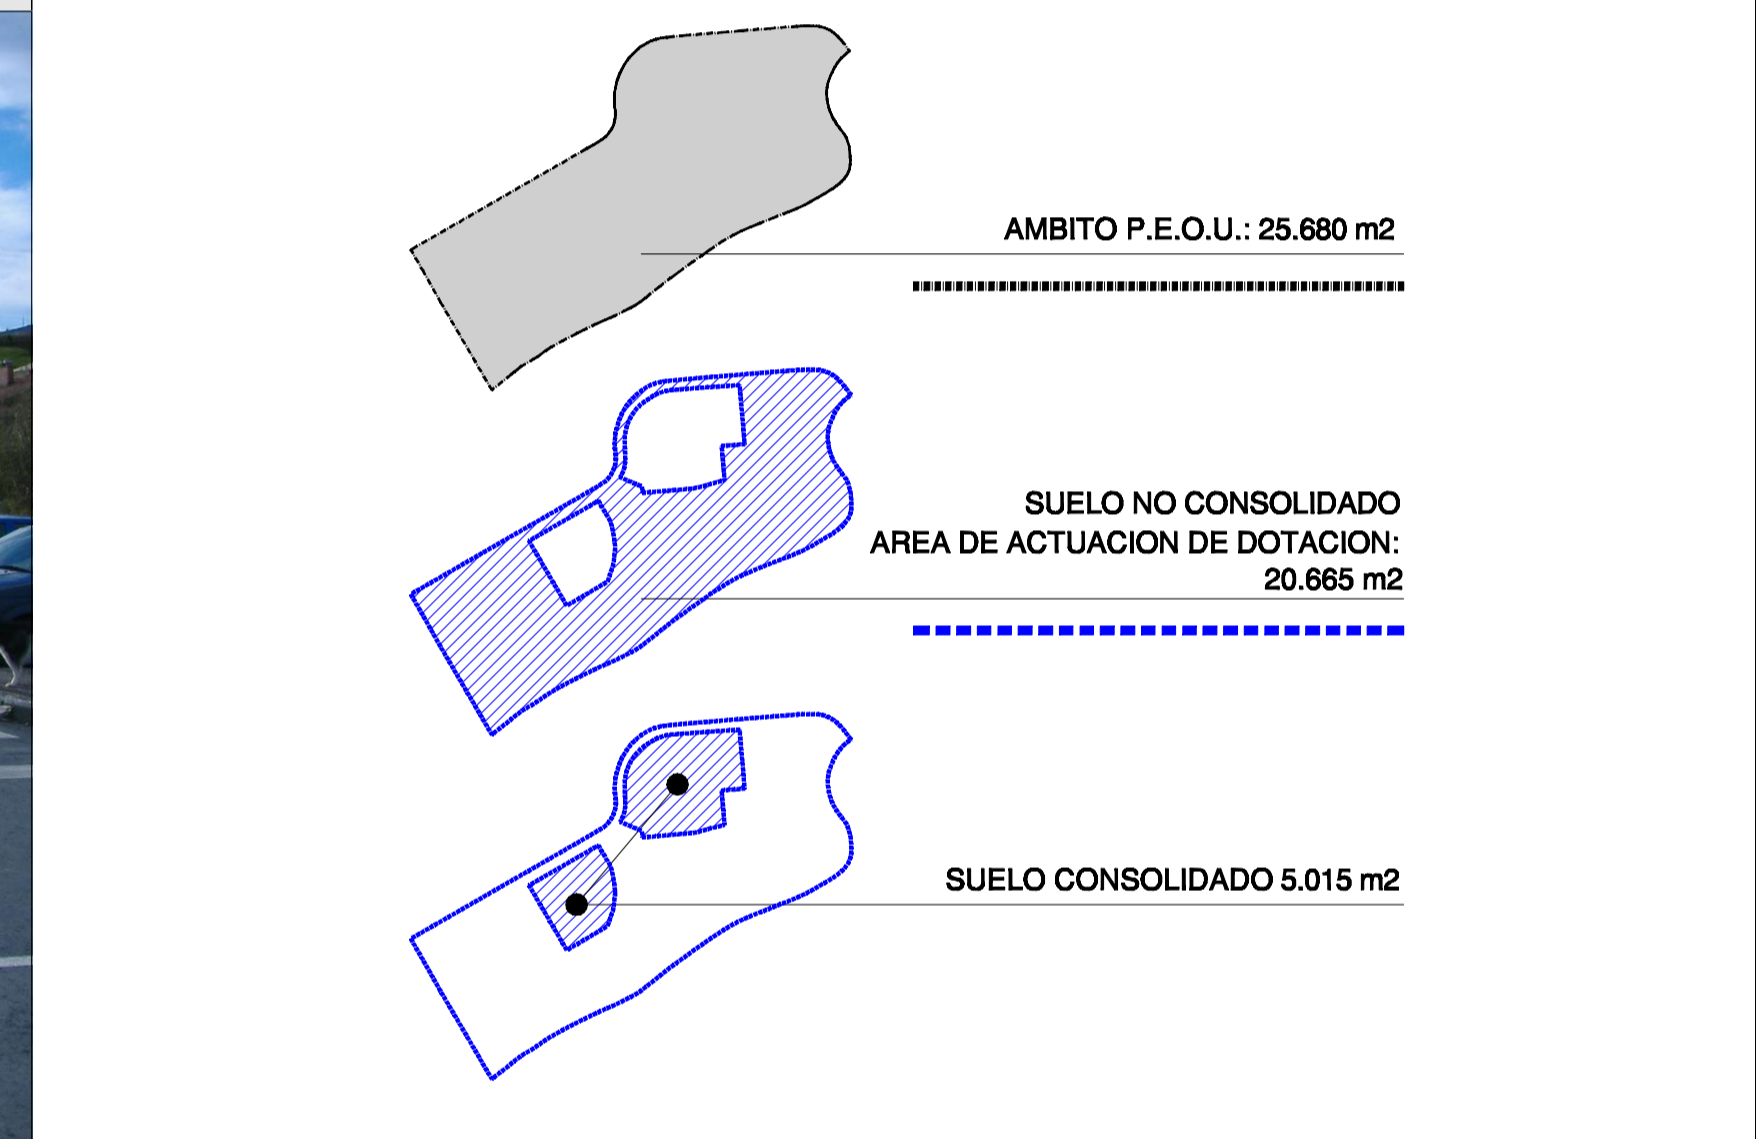 AMBITO P.E.O.U.: 25.680 m2
SUELO NO CONSOLIDADO
AREA DE ACTUACION DE DOTACION:
20.665 m2
SUELO CONSOLIDADO 5.015 m2